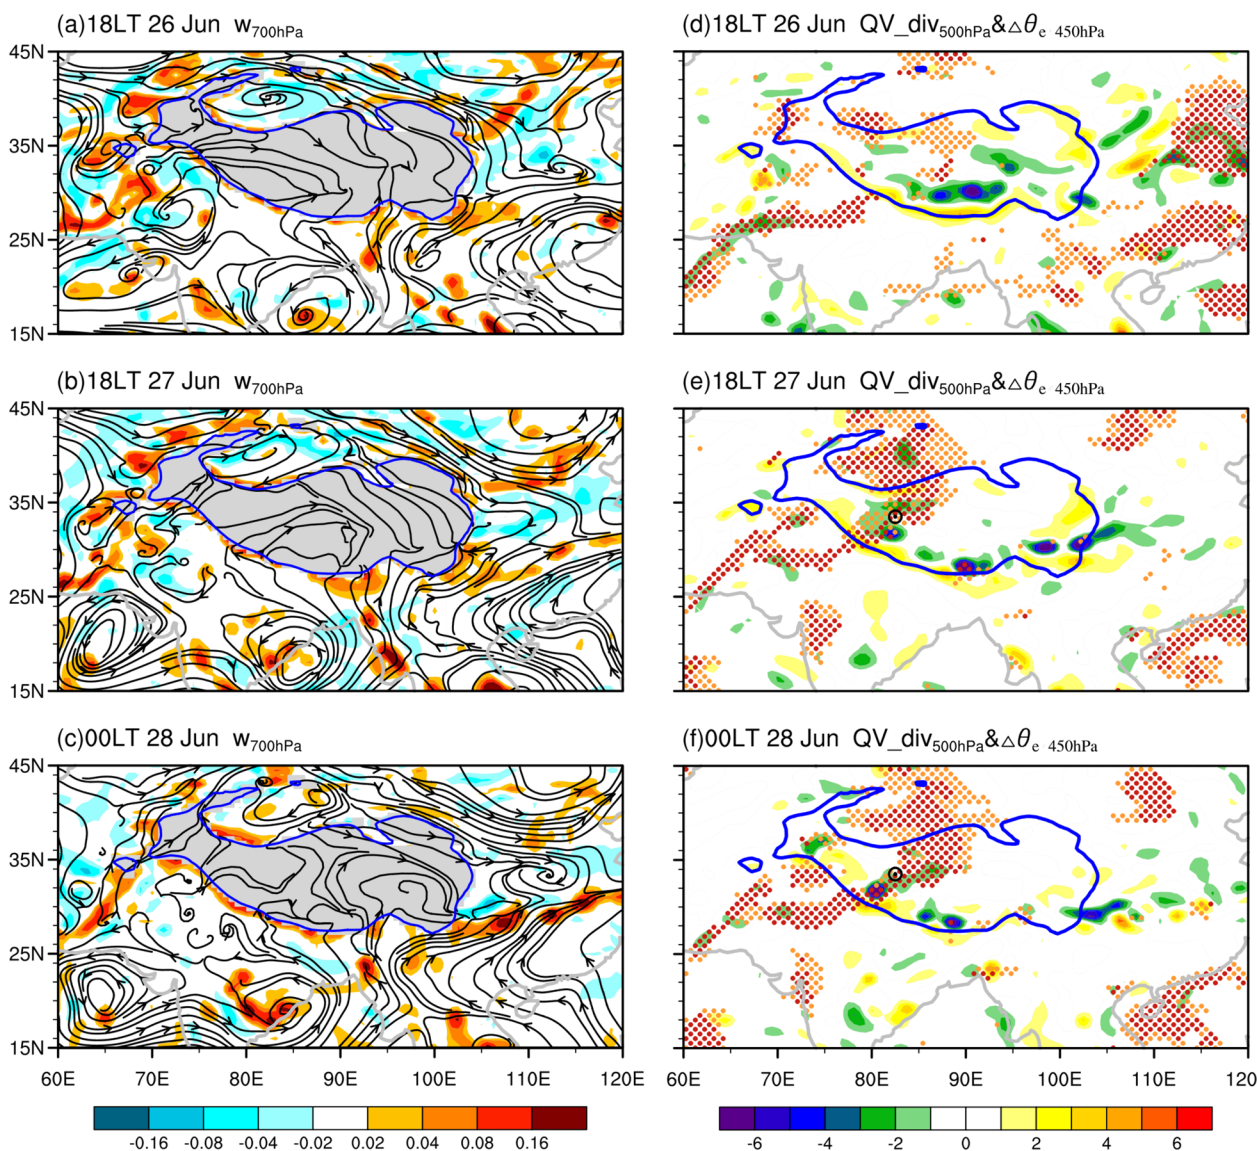 (a)18LT 26 Jun w700hPa
(d)18LT 26 Jun QV_div500hPa&△θe 450hPa
45N
35N
25N
15N
(b)18LT 27 Jun w700hPa
(e)18LT 27 Jun QV_div500hPa&△θe 450hPa
45N
35N
25N
15N
(c)00LT 28 Jun w700hPa
(f)00LT 28 Jun QV_div500hPa&△θe 450hPa
45N
35N
25N
15N
60E 70E 80E 90E 100E 110E 120E
60E 70E 80E 90E 100E 110E 120
-0.16 -0.08 -0.04 -0.02 0.02 0.04 0.08 0.16
-6 -4 -2 0 2 4 6